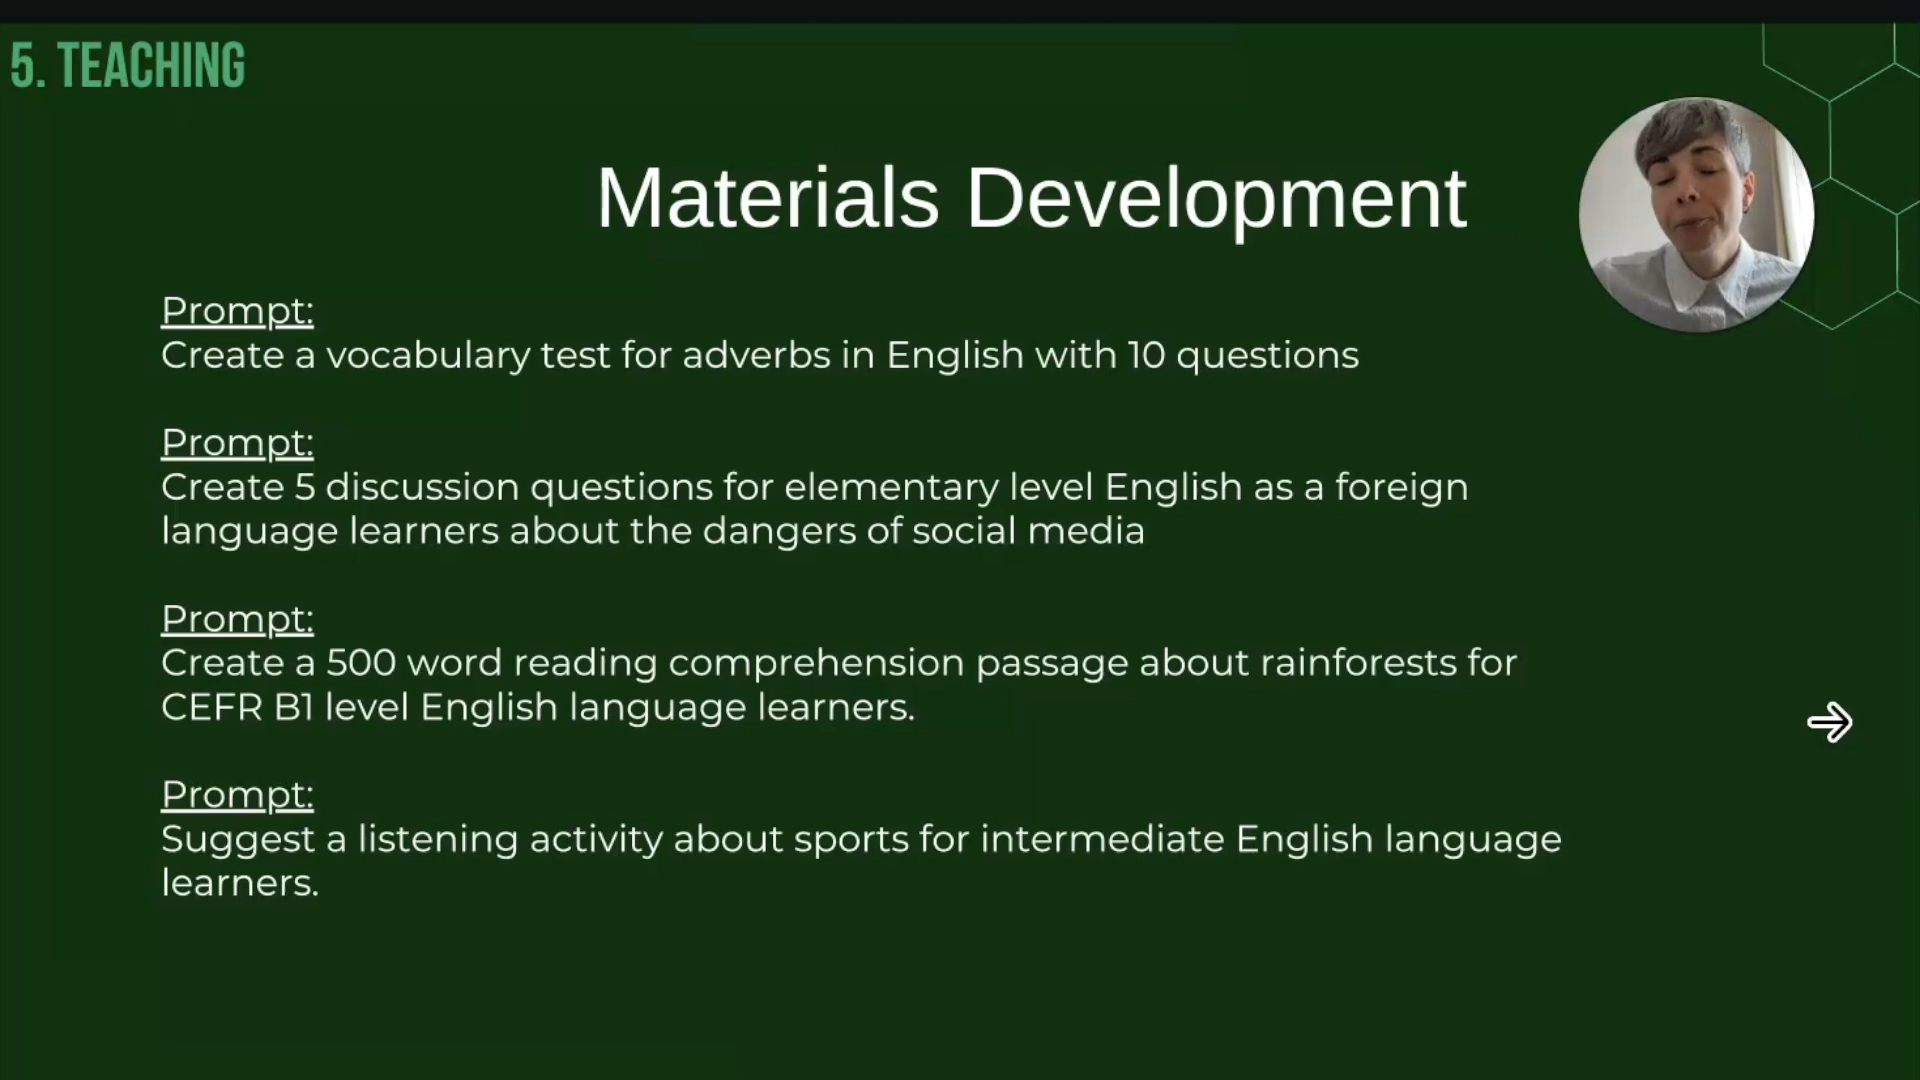 5. TEACHING
Materials Development
Prompt:
Create a vocabulary test for adverbs in English with 10 questions
Prompt:
Create 5 discussion questions for elementary level English as a foreign
language learners about the dangers of social media
Prompt:
Create a 500 word reading comprehension passage about rainforests for
CEFR B1 level English language learners.
Prompt:
Suggest a listening activity about sports for intermediate English language
learners.